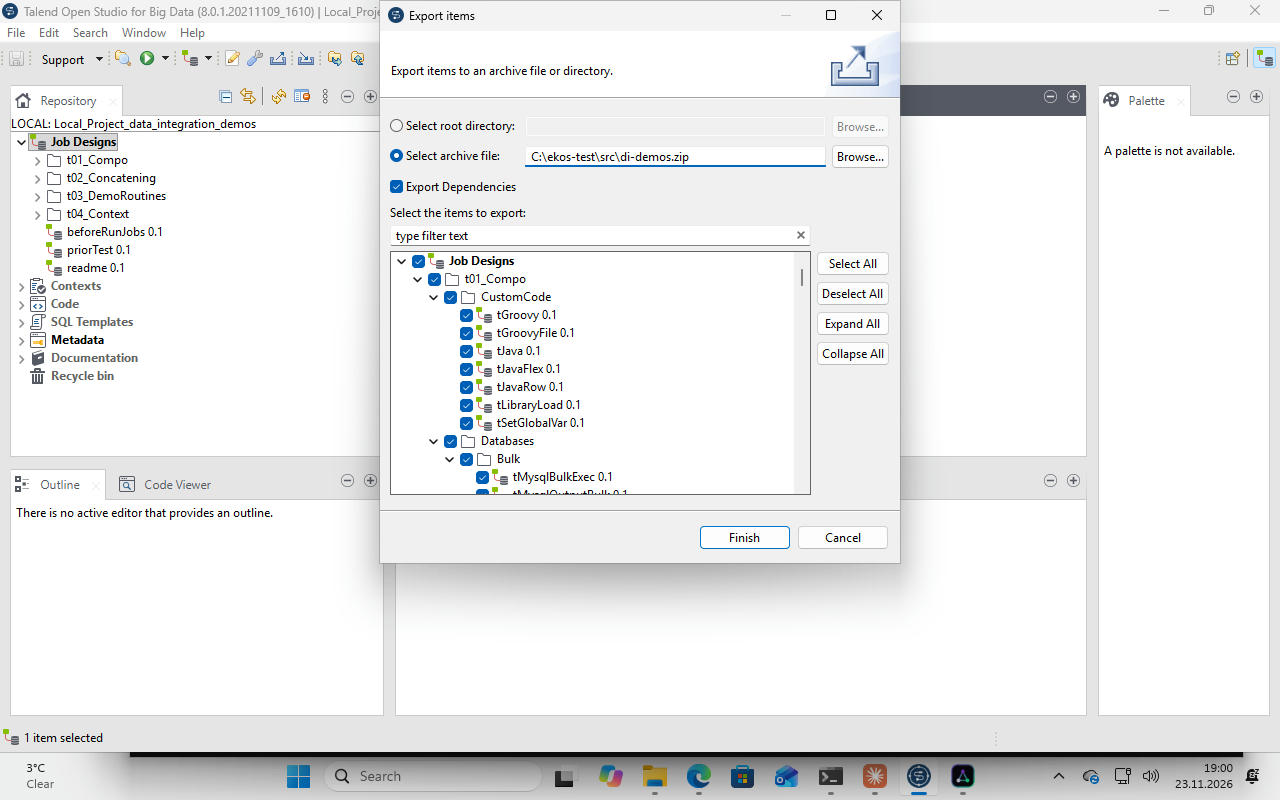 Talend Open Studio for Big Data (8.0.1.20211109_1610) | Local_Proje
File Edit Search Window Help
Support
Repository
LOCAL: Local_Project_data_integration_demos
Job Designs
t01_Compo
t02_Concatening
t03_DemoRoutines
t04_Context
beforeRunJobs 0.1
priorTest 0.1
readme 0.1
Contexts
Code
SQL Templates
Metadata
Documentation
Recycle bin
Outline
Code Viewer
There is no active editor that provides an outline.
Export items
Export items to an archive file or directory.
Select root directory:
Browse...
Select archive file:
C:\ekos-test\src\di-demos.zip
Browse...
Export Dependencies
Select the items to export:
type filter text
Job Designs
t01_Compo
CustomCode
tGroovy 0.1
tGroovyFile 0.1
tJava 0.1
tJavaFlex 0.1
tJavaRow 0.1
tLibraryLoad 0.1
tSetGlobalVar 0.1
Databases
Bulk
tMysqlBulkExec 0.1
tMysqlOutputBulk 0.1
Select All
Deselect All
Expand All
Collapse All
Finish
Cancel
Palette
A palette is not available.
1 item selected
3°C
Clear
Search
19:00
23.11.2026